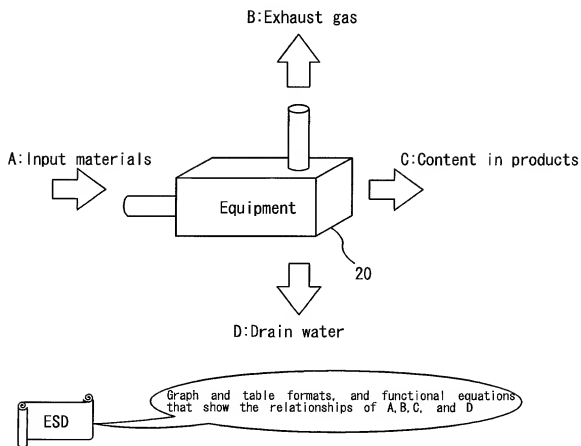 B:Exhaust gas
A:Input materials
C:Content in products
Equipment
20
D:Drain water
Graph and table formats, and functional equations
that show the relationships of A,B,C, and D
ESD